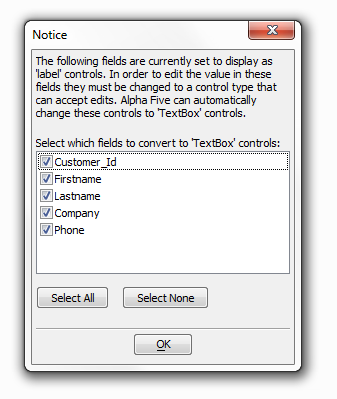 Notice
The following fields are currently set to display as
'label' controls. In order to edit the value in these
fields they must be changed to a control type that
can accept edits. Alpha Five can automatically
change these controls to 'TextBox' controls.
Select which fields to convert to 'TextBox' controls:
Customer_Id
Firstname
Lastname
Company
Phone
Select All Select None
OK